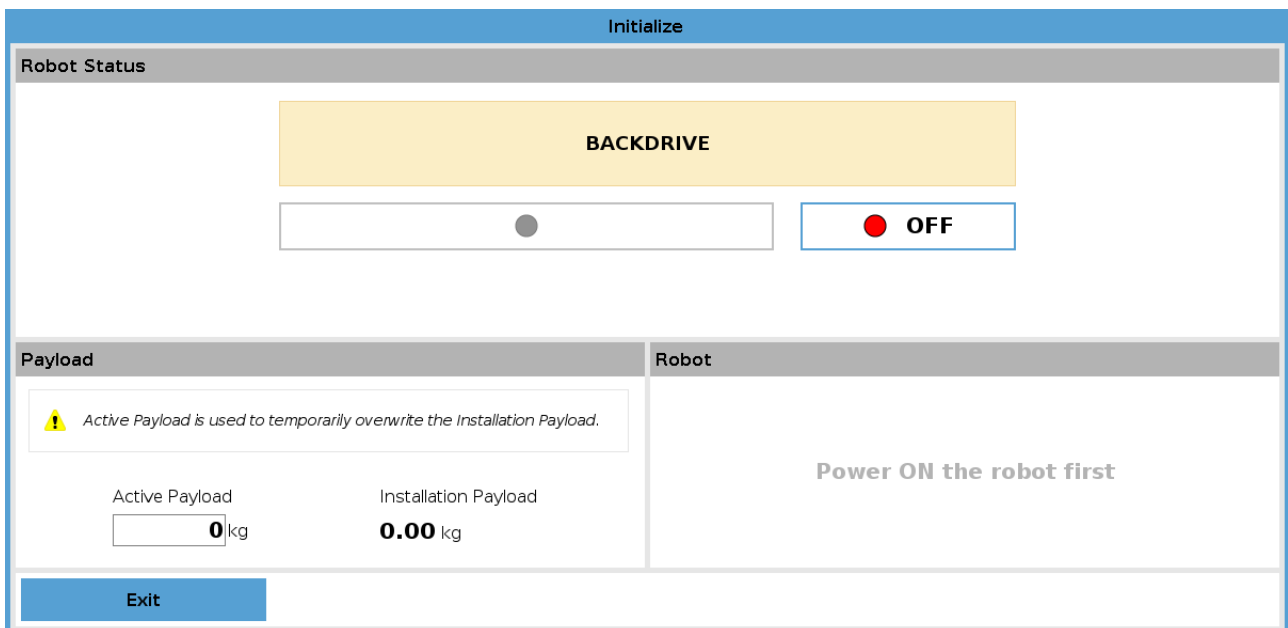 Initialize
Robot Status
BACKDRIVE
OFF
Payload
Active Payload is used to temporarily overwrite the Installation Payload.
Active Payload
Installation Payload
0 kg
0.00 kg
Robot
Power ON the robot first
Exit